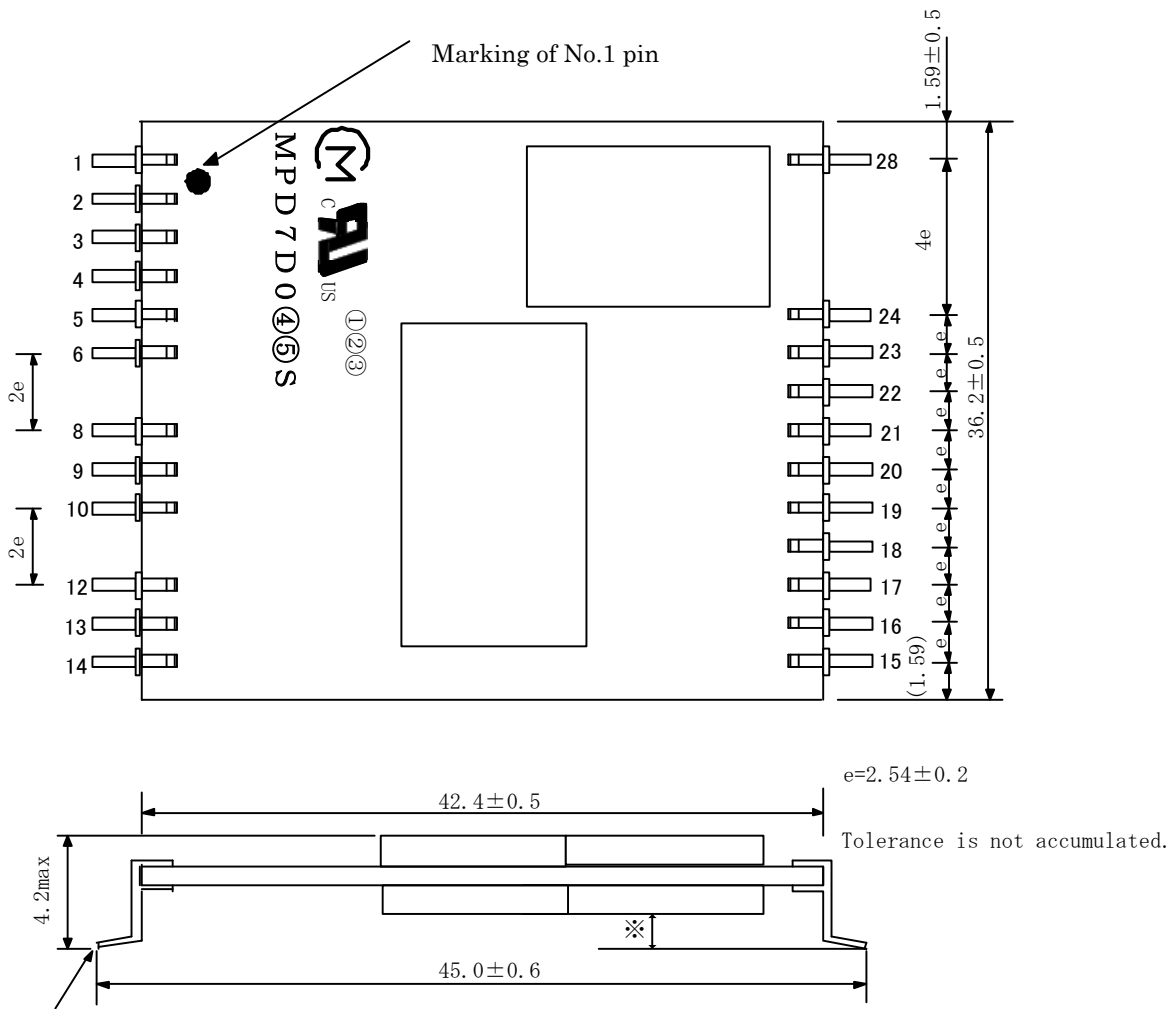 Marking of No.1 pin
1.59±0.5
M
C
US
MPD7D0④⑤S
①②③
1
2
3
4
5
6
8
9
10
12
13
14
2e
2e
28
24
23
22
21
20
19
18
17
16
15
4e
e
e
e
e
e
e
e
e
e
(1.59)
36.2±0.5
e=2.54±0.2
Tolerance is not accumulated.
42.4±0.5
4.2max
※
45.0±0.6